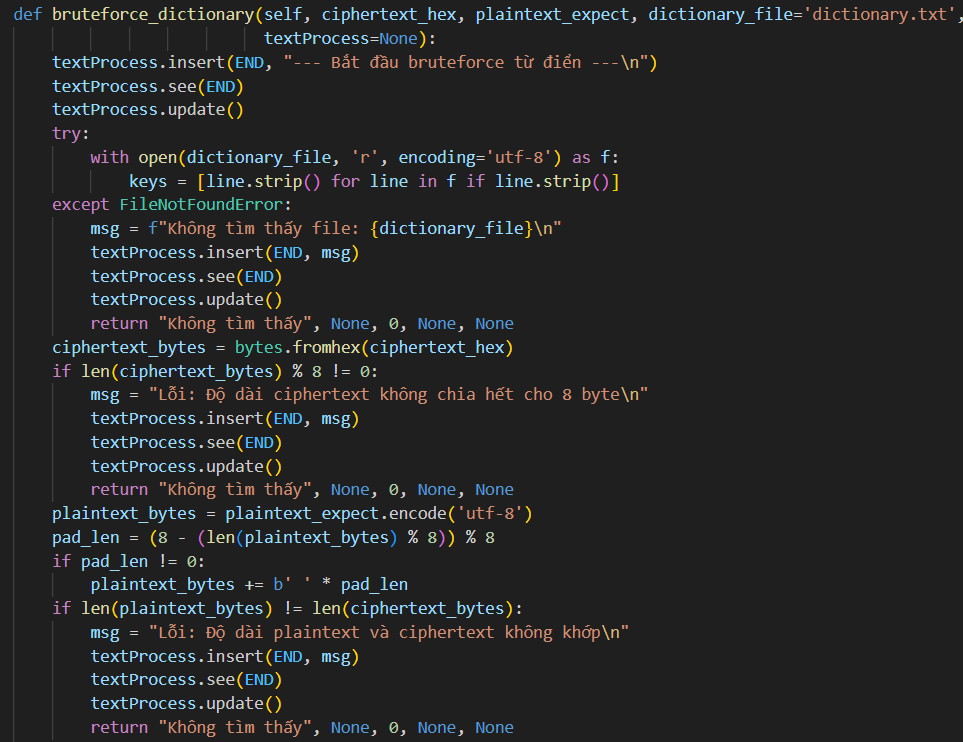 def bruteforce_dictionary(self, ciphertext_hex, plaintext_expect, dictionary_file='dictionary.txt',
                          textProcess=None):
    textProcess.insert(END, "--- Bắt đầu bruteforce từ điển ---\n")
    textProcess.see(END)
    textProcess.update()
    try:
        with open(dictionary_file, 'r', encoding='utf-8') as f:
            keys = [line.strip() for line in f if line.strip()]
    except FileNotFoundError:
        msg = f"Không tìm thấy file: {dictionary_file}\n"
        textProcess.insert(END, msg)
        textProcess.see(END)
        textProcess.update()
        return "Không tìm thấy", None, 0, None, None
    ciphertext_bytes = bytes.fromhex(ciphertext_hex)
    if len(ciphertext_bytes) % 8 != 0:
        msg = "Lỗi: Độ dài ciphertext không chia hết cho 8 byte\n"
        textProcess.insert(END, msg)
        textProcess.see(END)
        textProcess.update()
        return "Không tìm thấy", None, 0, None, None
    plaintext_bytes = plaintext_expect.encode('utf-8')
    pad_len = (8 - (len(plaintext_bytes) % 8)) % 8
    if pad_len != 0:
        plaintext_bytes += b' ' * pad_len
    if len(plaintext_bytes) != len(ciphertext_bytes):
        msg = "Lỗi: Độ dài plaintext và ciphertext không khớp\n"
        textProcess.insert(END, msg)
        textProcess.see(END)
        textProcess.update()
        return "Không tìm thấy", None, 0, None, None